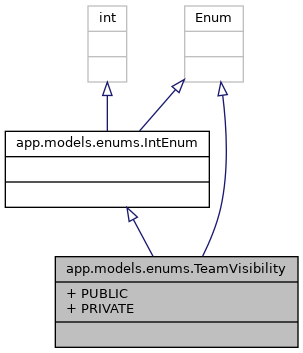 int
Enum
app.models.enums.IntEnum
app.models.enums.TeamVisibility
+ PUBLIC
+ PRIVATE